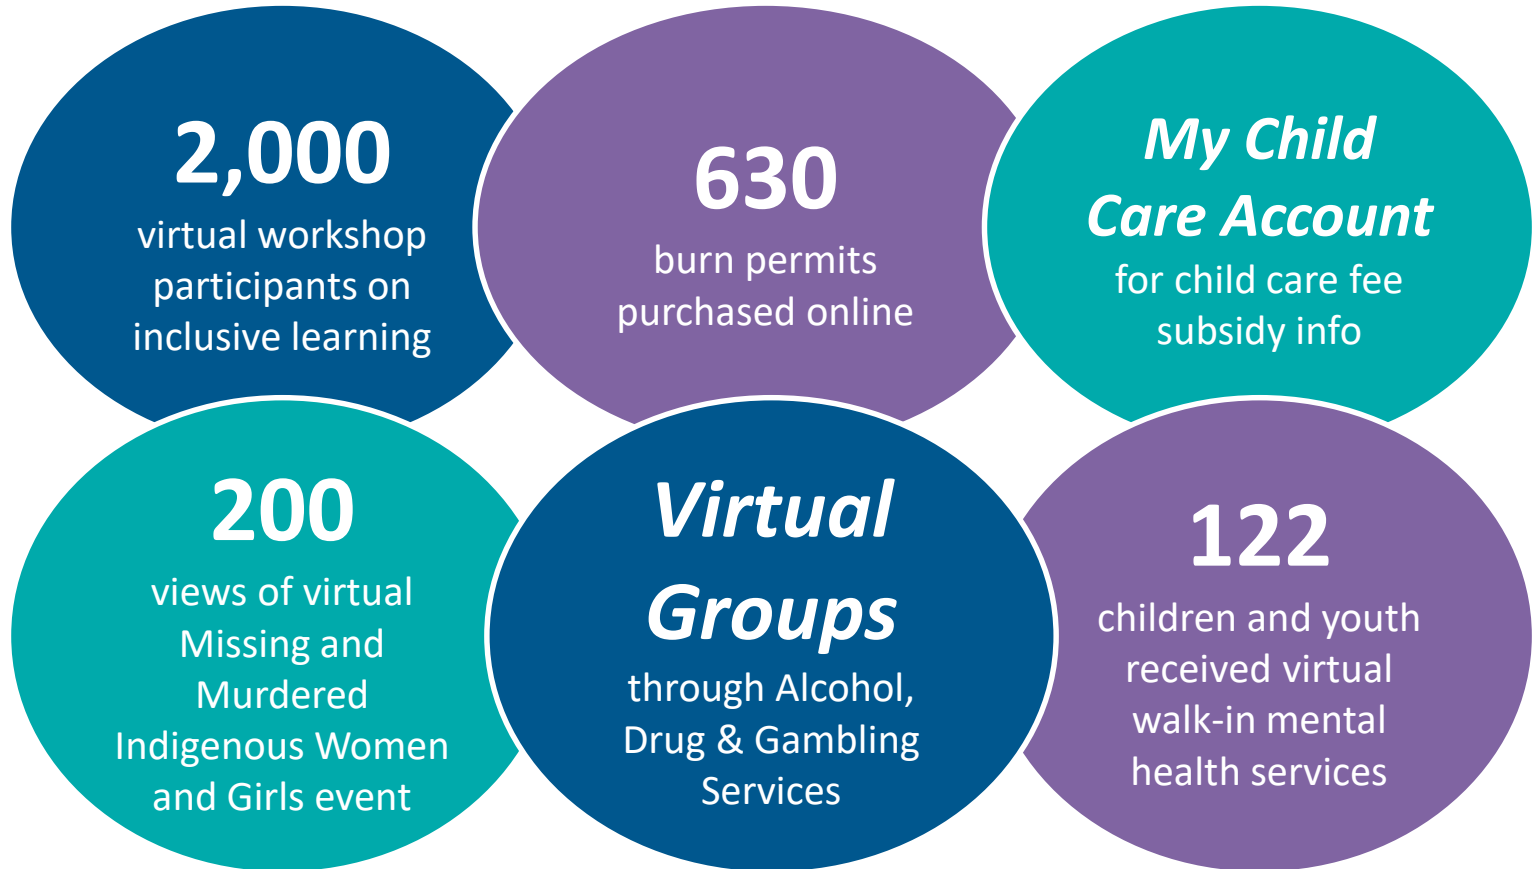 2,000
virtual workshop
participants on
inclusive learning
630
burn permits
purchased online
My Child
Care Account
for child care fee
subsidy info
200
views of virtual
Missing and
Murdered
Indigenous Women
and Girls event
Virtual
Groups
through Alcohol,
Drug & Gambling
Services
122
children and youth
received virtual
walk-in mental
health services